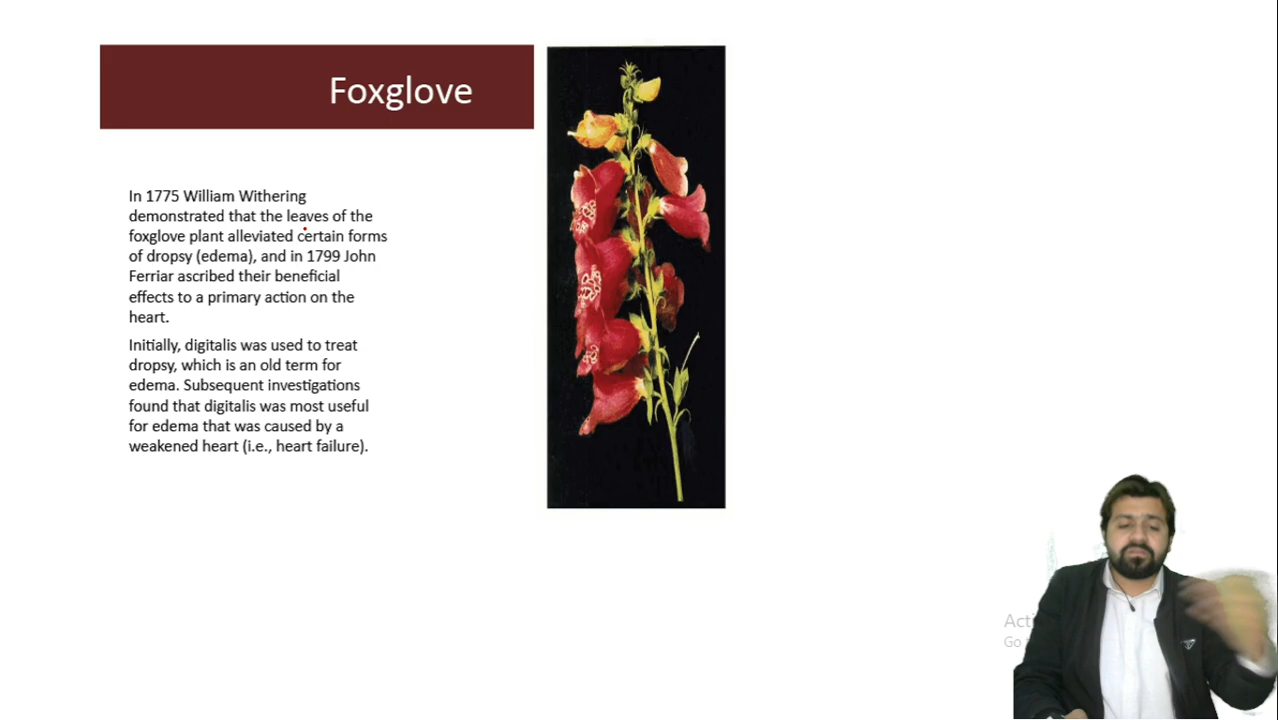 Foxglove
In 1775 William Withering
demonstrated that the leaves of the
foxglove plant alleviated certain forms
of dropsy (edema), and in 1799 John
Ferriar ascribed their beneficial
effects to a primary action on the
heart.
Initially, digitalis was used to treat
dropsy, which is an old term for
edema. Subsequent investigations
found that digitalis was most useful
for edema that was caused by a
weakened heart (i.e., heart failure).
Go